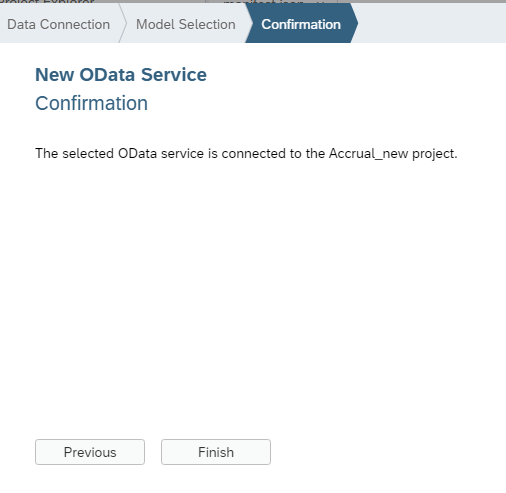 Data Connection Model Selection Confirmation
New OData Service
Confirmation
The selected OData service is connected to the Accrual_new project.
Previous Finish